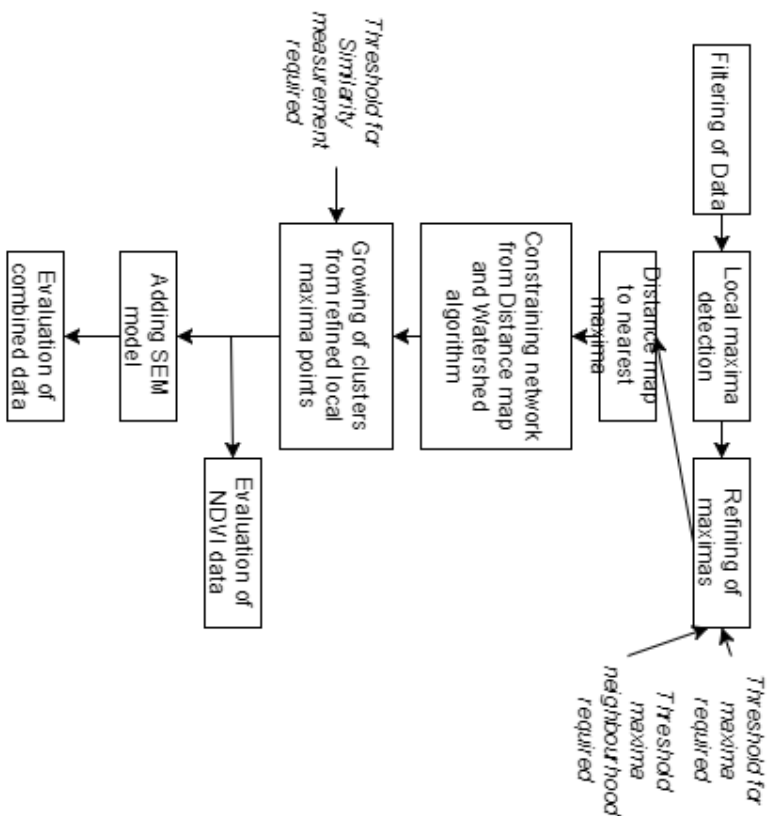 Filtering of Data
Local maxima
detection
Refining of
maximas
Threshold for
maxima
required
Threshold
maxima
neighbourhood
required
Distance map
to nearest
maxima
Constraining network
from Distance map
and Watershed
algorithm
Threshold for
Similarity
measurement
required
Growing of clusters
from refined local
maxima points
Evaluation of
NDVI data
Adding SEM
model
Evaluation of
combined data